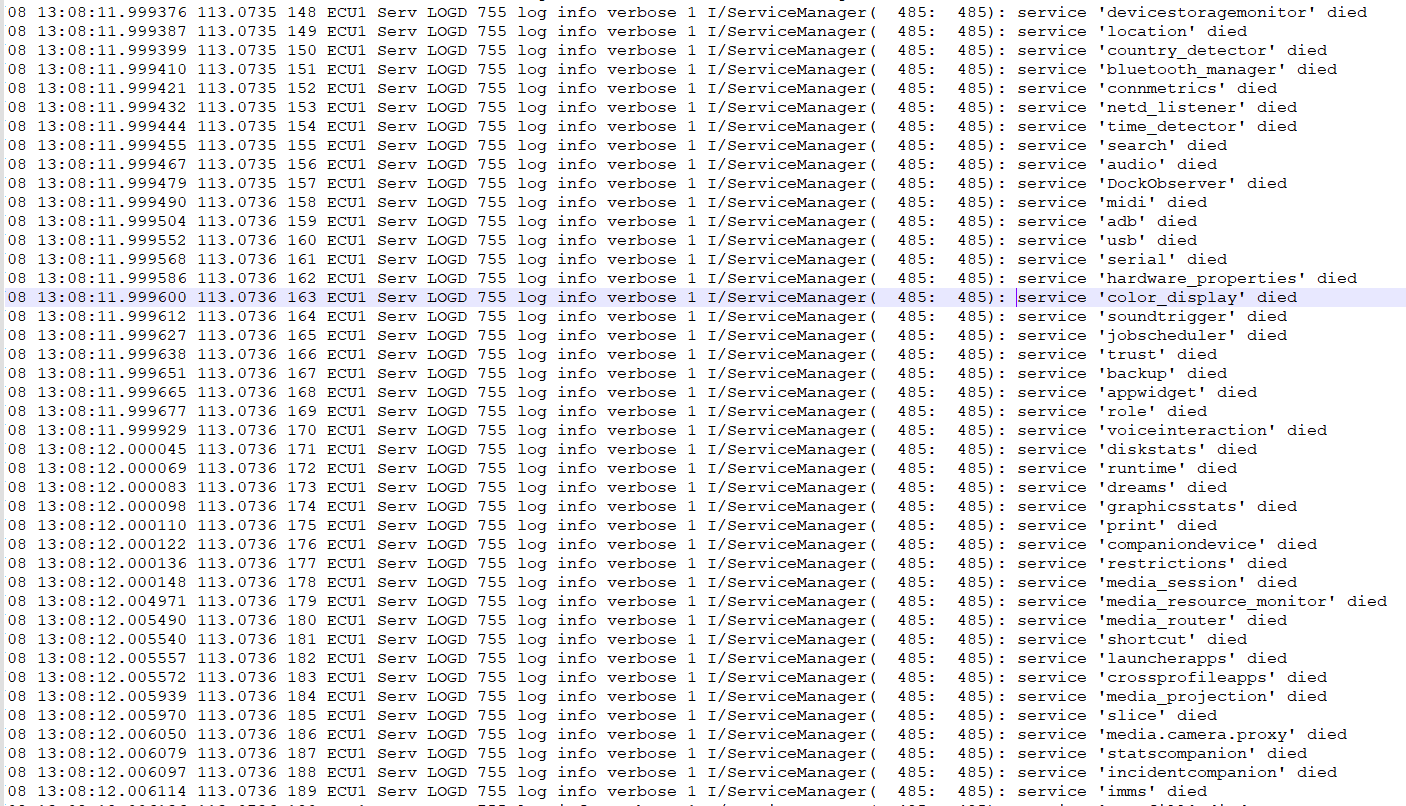 08 13:08:11.999376 113.0735 148 ECU1 Serv LOGD 755 log info verbose 1 I/ServiceManager(  485:  485): service 'devicestoragemonitor' died
08 13:08:11.999387 113.0735 149 ECU1 Serv LOGD 755 log info verbose 1 I/ServiceManager(  485:  485): service 'location' died
08 13:08:11.999399 113.0735 150 ECU1 Serv LOGD 755 log info verbose 1 I/ServiceManager(  485:  485): service 'country_detector' died
08 13:08:11.999410 113.0735 151 ECU1 Serv LOGD 755 log info verbose 1 I/ServiceManager(  485:  485): service 'bluetooth_manager' died
08 13:08:11.999421 113.0735 152 ECU1 Serv LOGD 755 log info verbose 1 I/ServiceManager(  485:  485): service 'connmetrics' died
08 13:08:11.999432 113.0735 153 ECU1 Serv LOGD 755 log info verbose 1 I/ServiceManager(  485:  485): service 'netd_listener' died
08 13:08:11.999444 113.0735 154 ECU1 Serv LOGD 755 log info verbose 1 I/ServiceManager(  485:  485): service 'time_detector' died
08 13:08:11.999455 113.0735 155 ECU1 Serv LOGD 755 log info verbose 1 I/ServiceManager(  485:  485): service 'search' died
08 13:08:11.999467 113.0735 156 ECU1 Serv LOGD 755 log info verbose 1 I/ServiceManager(  485:  485): service 'audio' died
08 13:08:11.999479 113.0735 157 ECU1 Serv LOGD 755 log info verbose 1 I/ServiceManager(  485:  485): service 'DockObserver' died
08 13:08:11.999490 113.0736 158 ECU1 Serv LOGD 755 log info verbose 1 I/ServiceManager(  485:  485): service 'midi' died
08 13:08:11.999504 113.0736 159 ECU1 Serv LOGD 755 log info verbose 1 I/ServiceManager(  485:  485): service 'adb' died
08 13:08:11.999552 113.0736 160 ECU1 Serv LOGD 755 log info verbose 1 I/ServiceManager(  485:  485): service 'usb' died
08 13:08:11.999568 113.0736 161 ECU1 Serv LOGD 755 log info verbose 1 I/ServiceManager(  485:  485): service 'serial' died
08 13:08:11.999586 113.0736 162 ECU1 Serv LOGD 755 log info verbose 1 I/ServiceManager(  485:  485): service 'hardware_properties' died
08 13:08:11.999600 113.0736 163 ECU1 Serv LOGD 755 log info verbose 1 I/ServiceManager(  485:  485): service 'color_display' died
08 13:08:11.999612 113.0736 164 ECU1 Serv LOGD 755 log info verbose 1 I/ServiceManager(  485:  485): service 'soundtrigger' died
08 13:08:11.999627 113.0736 165 ECU1 Serv LOGD 755 log info verbose 1 I/ServiceManager(  485:  485): service 'jobscheduler' died
08 13:08:11.999638 113.0736 166 ECU1 Serv LOGD 755 log info verbose 1 I/ServiceManager(  485:  485): service 'trust' died
08 13:08:11.999651 113.0736 167 ECU1 Serv LOGD 755 log info verbose 1 I/ServiceManager(  485:  485): service 'backup' died
08 13:08:11.999665 113.0736 168 ECU1 Serv LOGD 755 log info verbose 1 I/ServiceManager(  485:  485): service 'appwidget' died
08 13:08:11.999677 113.0736 169 ECU1 Serv LOGD 755 log info verbose 1 I/ServiceManager(  485:  485): service 'role' died
08 13:08:11.999929 113.0736 170 ECU1 Serv LOGD 755 log info verbose 1 I/ServiceManager(  485:  485): service 'voiceinteraction' died
08 13:08:12.000045 113.0736 171 ECU1 Serv LOGD 755 log info verbose 1 I/ServiceManager(  485:  485): service 'diskstats' died
08 13:08:12.000069 113.0736 172 ECU1 Serv LOGD 755 log info verbose 1 I/ServiceManager(  485:  485): service 'runtime' died
08 13:08:12.000083 113.0736 173 ECU1 Serv LOGD 755 log info verbose 1 I/ServiceManager(  485:  485): service 'dreams' died
08 13:08:12.000098 113.0736 174 ECU1 Serv LOGD 755 log info verbose 1 I/ServiceManager(  485:  485): service 'graphicsstats' died
08 13:08:12.000110 113.0736 175 ECU1 Serv LOGD 755 log info verbose 1 I/ServiceManager(  485:  485): service 'print' died
08 13:08:12.000122 113.0736 176 ECU1 Serv LOGD 755 log info verbose 1 I/ServiceManager(  485:  485): service 'companiondevice' died
08 13:08:12.000136 113.0736 177 ECU1 Serv LOGD 755 log info verbose 1 I/ServiceManager(  485:  485): service 'restrictions' died
08 13:08:12.000148 113.0736 178 ECU1 Serv LOGD 755 log info verbose 1 I/ServiceManager(  485:  485): service 'media_session' died
08 13:08:12.004971 113.0736 179 ECU1 Serv LOGD 755 log info verbose 1 I/ServiceManager(  485:  485): service 'media_resource_monitor' died
08 13:08:12.005490 113.0736 180 ECU1 Serv LOGD 755 log info verbose 1 I/ServiceManager(  485:  485): service 'media_router' died
08 13:08:12.005540 113.0736 181 ECU1 Serv LOGD 755 log info verbose 1 I/ServiceManager(  485:  485): service 'shortcut' died
08 13:08:12.005557 113.0736 182 ECU1 Serv LOGD 755 log info verbose 1 I/ServiceManager(  485:  485): service 'launcherapps' died
08 13:08:12.005572 113.0736 183 ECU1 Serv LOGD 755 log info verbose 1 I/ServiceManager(  485:  485): service 'crossprofileapps' died
08 13:08:12.005939 113.0736 184 ECU1 Serv LOGD 755 log info verbose 1 I/ServiceManager(  485:  485): service 'media_projection' died
08 13:08:12.005970 113.0736 185 ECU1 Serv LOGD 755 log info verbose 1 I/ServiceManager(  485:  485): service 'slice' died
08 13:08:12.006050 113.0736 186 ECU1 Serv LOGD 755 log info verbose 1 I/ServiceManager(  485:  485): service 'media.camera.proxy' died
08 13:08:12.006079 113.0736 187 ECU1 Serv LOGD 755 log info verbose 1 I/ServiceManager(  485:  485): service 'statscompanion' died
08 13:08:12.006097 113.0736 188 ECU1 Serv LOGD 755 log info verbose 1 I/ServiceManager(  485:  485): service 'incidentcompanion' died
08 13:08:12.006114 113.0736 189 ECU1 Serv LOGD 755 log info verbose 1 I/ServiceManager(  485:  485): service 'imms' died